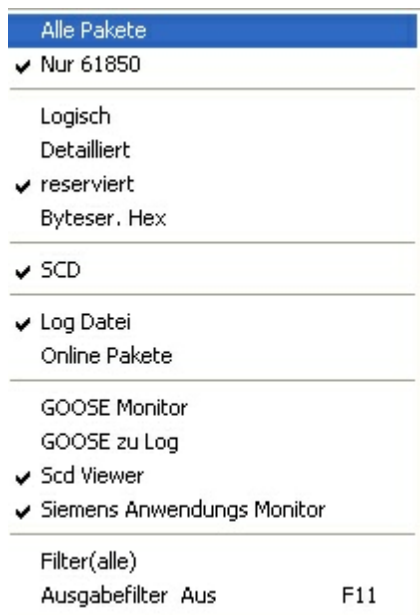 Alle Pakete
Nur 61850
Logisch
Detailliert
reserviert
Byteser. Hex
SCD
Log Datei
Online Pakete
GOOSE Monitor
GOOSE zu Log
Scd Viewer
Siemens Anwendungs Monitor
Filter(alle)
Ausgabefilter Aus F11